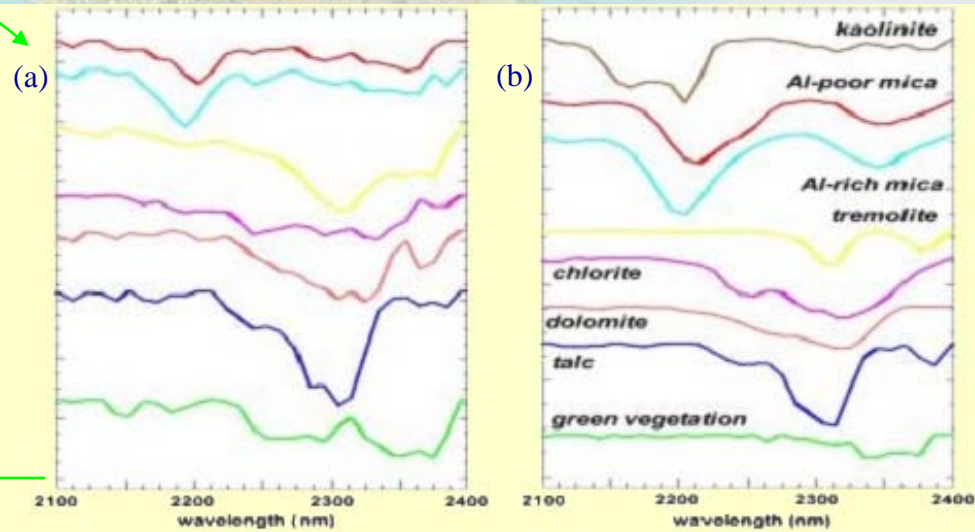 (a)
2100 2200 2300 2400
wavelength (nm)
(b)
kaolinite
Al-poor mica
Al-rich mica
tremolite
chlorite
dolomite
talc
green vegetation
2100 2200 2300 2400
wavelength (nm)